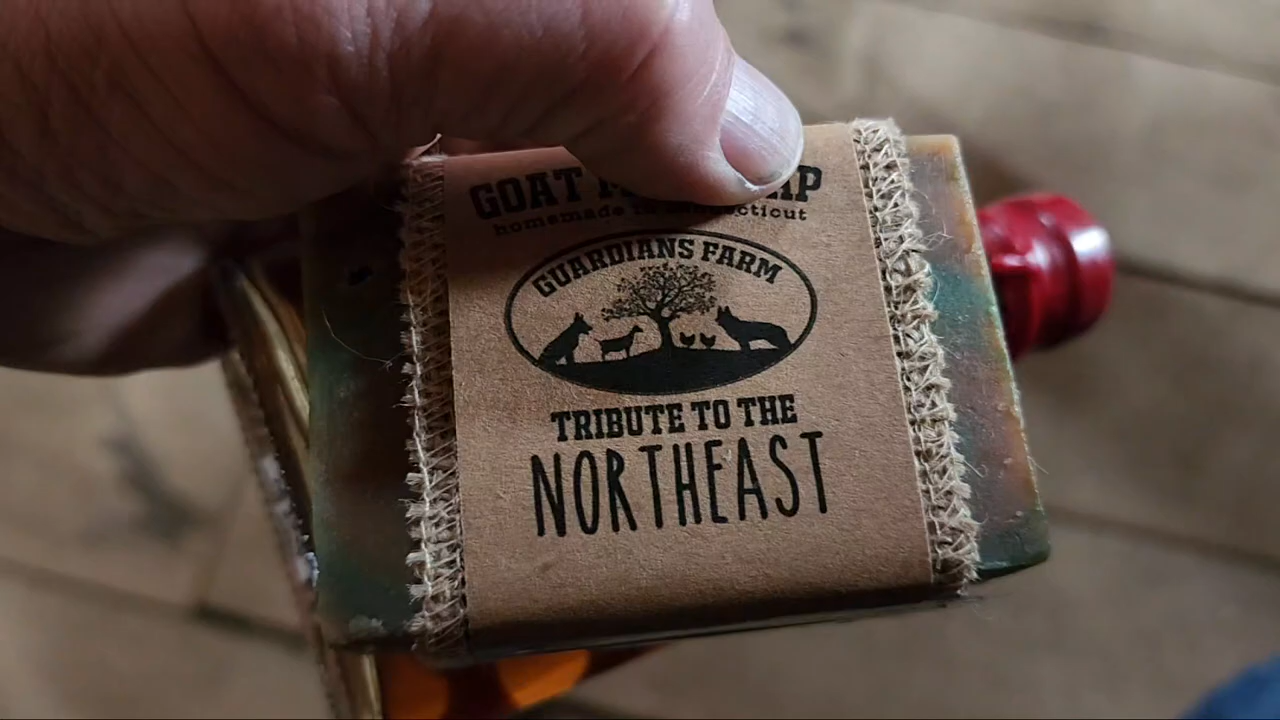 GOAT
homemade
GUARDIANS FARM
TRIBUTE TO THE
NORTHEAST